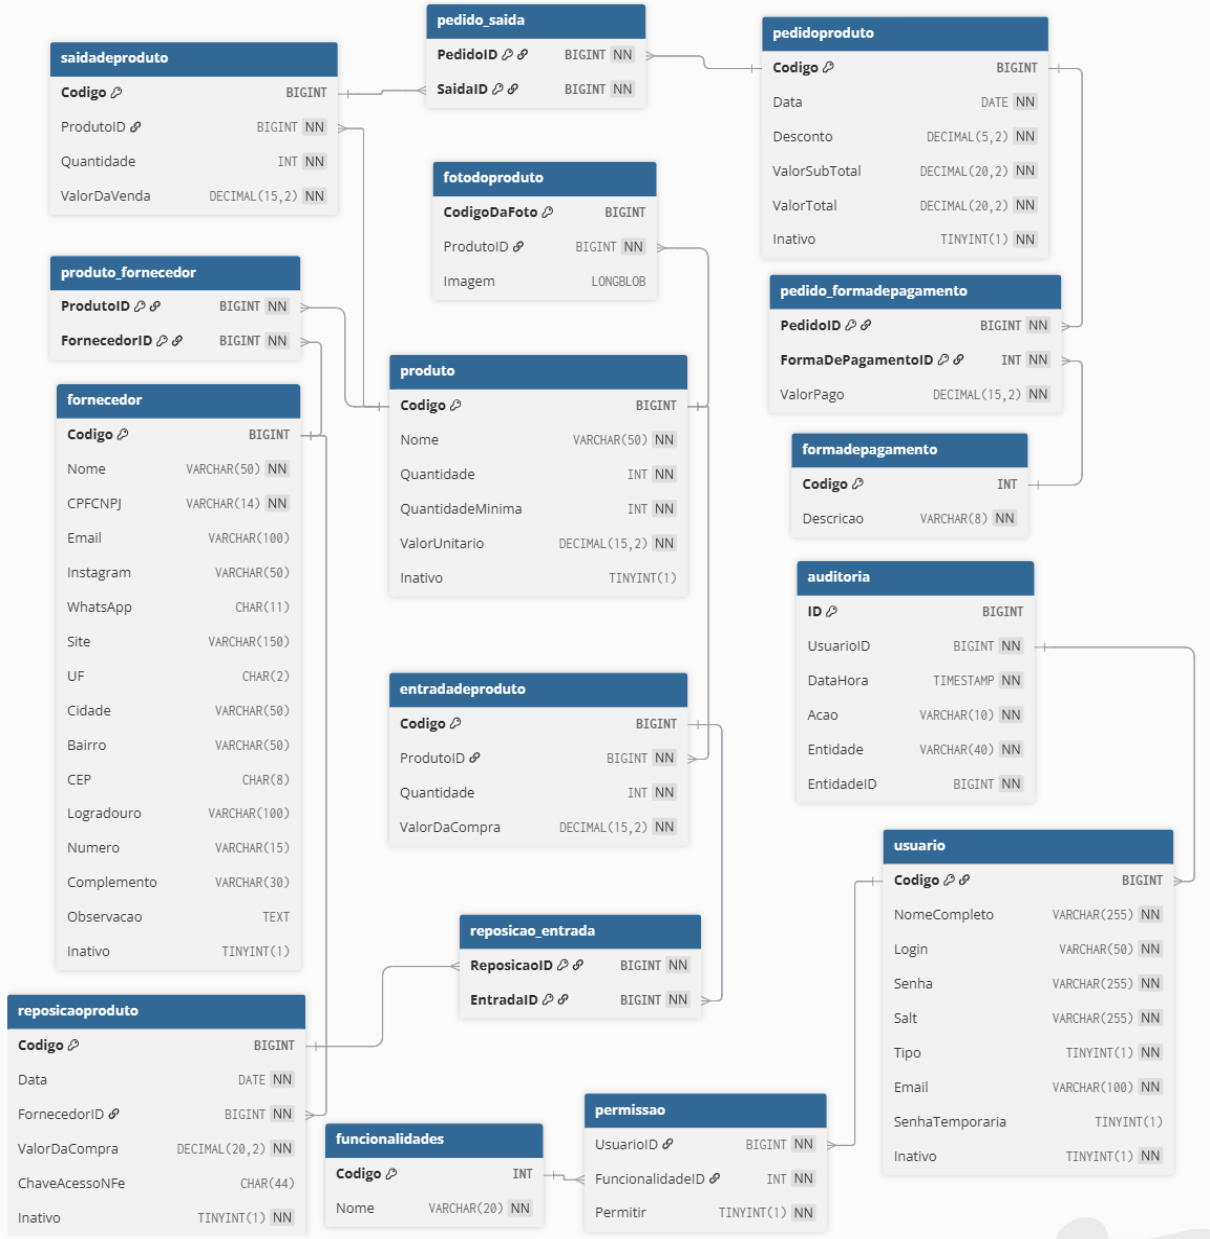 saidadeproduto
Codigo BIGINT
ProdutoID BIGINT NN
Quantidade INT NN
ValorDaVenda DECIMAL(15,2) NN
pedido_saida
PedidoID BIGINT NN
SaidaID BIGINT NN
pedidoproduto
Codigo BIGINT
Data DATE NN
Desconto DECIMAL(5,2) NN
ValorSubTotal DECIMAL(20,2) NN
ValorTotal DECIMAL(20,2) NN
Inativo TINYINT(1) NN
fotodoproduto
CodigoDaFoto BIGINT
ProdutoID BIGINT NN
Imagem LONGBLOB
produto_fornecedor
ProdutoID BIGINT NN
FornecedorID BIGINT NN
pedido_formadepagamento
PedidoID BIGINT NN
FormaDePagamentoID INT NN
ValorPago DECIMAL(15,2) NN
produto
Codigo BIGINT
Nome VARCHAR(50) NN
Quantidade INT NN
QuantidadeMinima INT NN
ValorUnitario DECIMAL(15,2) NN
Inativo TINYINT(1)
fornecedor
Codigo BIGINT
Nome VARCHAR(50) NN
CPFCNPJ VARCHAR(14) NN
Email VARCHAR(100)
Instagram VARCHAR(50)
WhatsApp CHAR(11)
Site VARCHAR(150)
UF CHAR(2)
Cidade VARCHAR(50)
Bairro VARCHAR(50)
CEP CHAR(8)
Logradouro VARCHAR(100)
Numero VARCHAR(15)
Complemento VARCHAR(30)
Observacao TEXT
Inativo TINYINT(1)
formadepagamento
Codigo INT
Descricao VARCHAR(8) NN
auditoria
ID BIGINT
UsuarioID BIGINT NN
DataHora TIMESTAMP NN
Acao VARCHAR(10) NN
Entidade VARCHAR(40) NN
EntidadeID BIGINT NN
entradadeproduto
Codigo BIGINT
ProdutoID BIGINT NN
Quantidade INT NN
ValorDaCompra DECIMAL(15,2) NN
usuario
Codigo BIGINT
NomeCompleto VARCHAR(255) NN
Login VARCHAR(50) NN
Senha VARCHAR(255) NN
Salt VARCHAR(255) NN
Tipo TINYINT(1) NN
Email VARCHAR(100) NN
SenhaTemporaria TINYINT(1)
Inativo TINYINT(1) NN
reposicao_entrada
ReposicaoID BIGINT NN
EntradaID BIGINT NN
reposicaoproduto
Codigo BIGINT
Data DATE NN
FornecedorID BIGINT NN
ValorDaCompra DECIMAL(20,2) NN
ChaveAcessoNFe CHAR(44)
Inativo TINYINT(1) NN
funcionalidades
Codigo INT
Nome VARCHAR(20) NN
permissao
UsuarioID BIGINT NN
FuncionalidadeID INT NN
Permitir TINYINT(1) NN